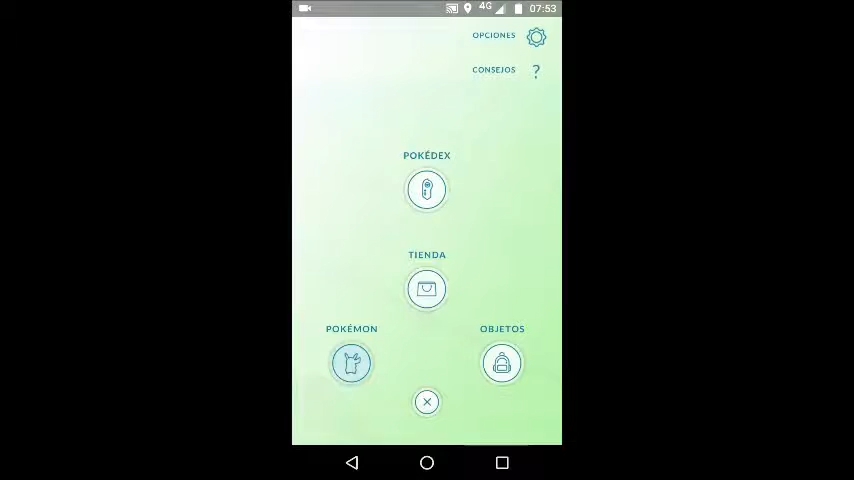 4G 07:53
OPCIONES
CONSEJOS ?
POKÉDEX
TIENDA
POKÉMON OBJETOS